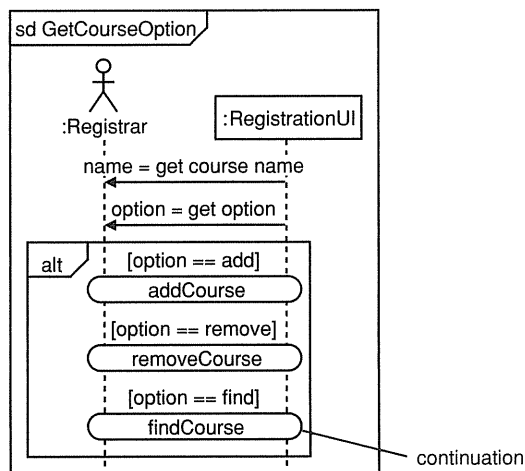 sd GetCourseOption
:Registrar
:RegistrationUI
name = get course name
option = get option
alt
[option == add]
addCourse
[option == remove]
removeCourse
[option == find]
findCourse
continuation